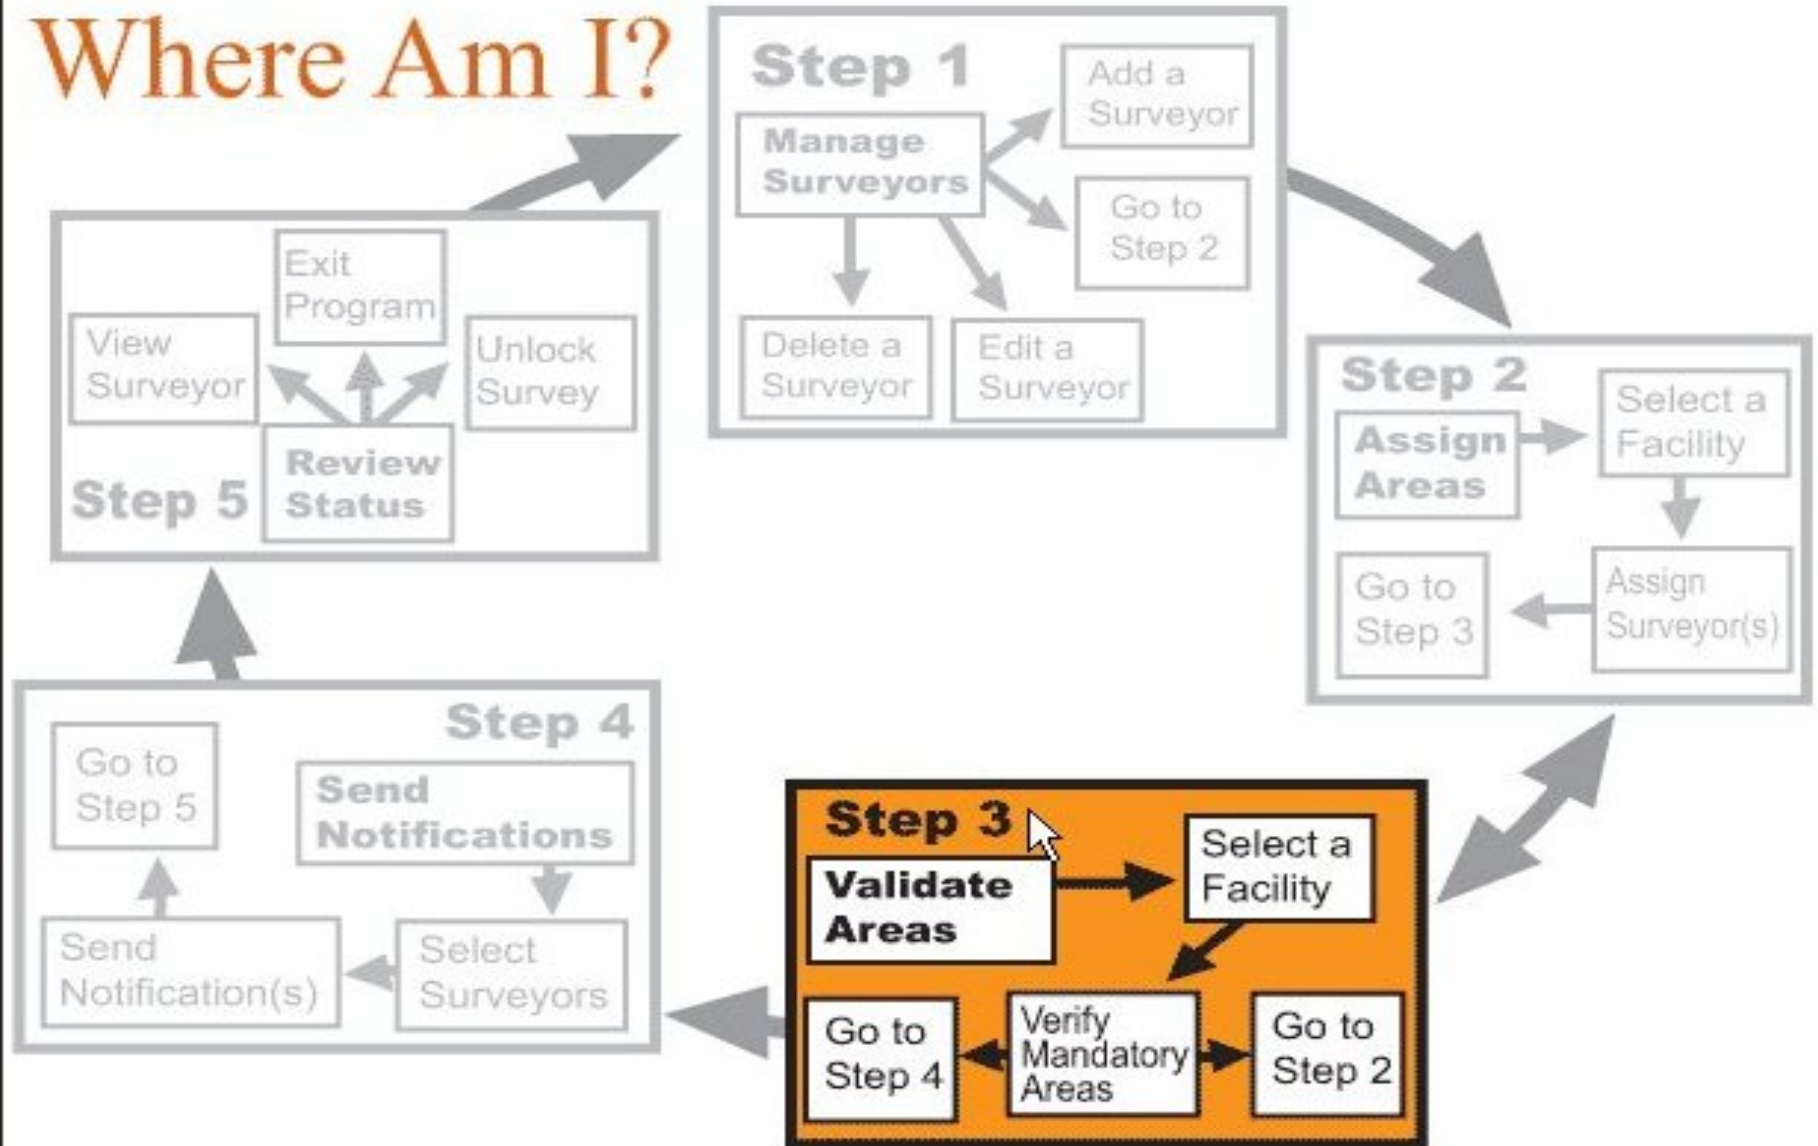 Where Am I?
Step 1
Manage
Surveyors
Add a
Surveyor
Go to
Step 2
Delete a
Surveyor
Edit a
Surveyor
Step 2
Assign
Areas
Select a
Facility
Assign
Surveyor(s)
Go to
Step 3
Step 3
Validate
Areas
Select a
Facility
Verify
Mandatory
Areas
Go to
Step 4
Go to
Step 2
Step 4
Send
Notifications
Select
Surveyors
Send
Notification(s)
Go to
Step 5
Step 5
Review
Status
View
Surveyor
Exit
Program
Unlock
Survey